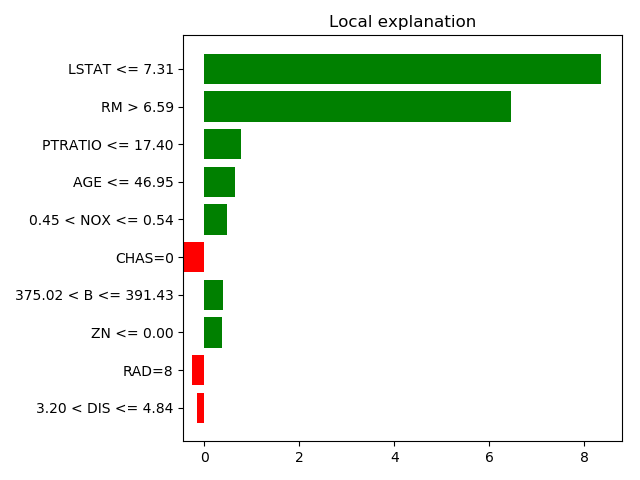 Local explanation
LSTAT <= 7.31
RM > 6.59
PTRATIO <= 17.40
AGE <= 46.95
0.45 < NOX <= 0.54
CHAS=0
375.02 < B <= 391.43
ZN <= 0.00
RAD=8
3.20 < DIS <= 4.84
0 2 4 6 8